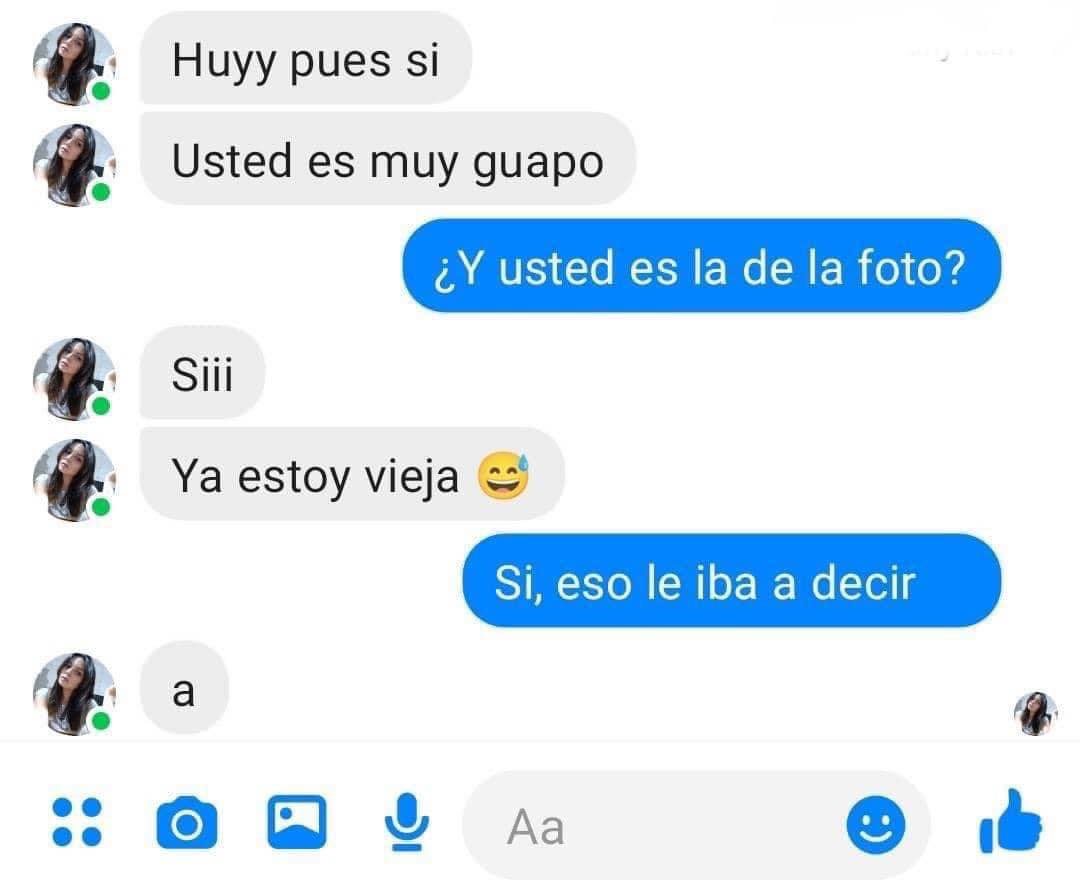 Huyy pues si
Usted es muy guapo
¿Y usted es la de la foto?
Siii
Ya estoy vieja 😅
Si, eso le iba a decir
a
Aa